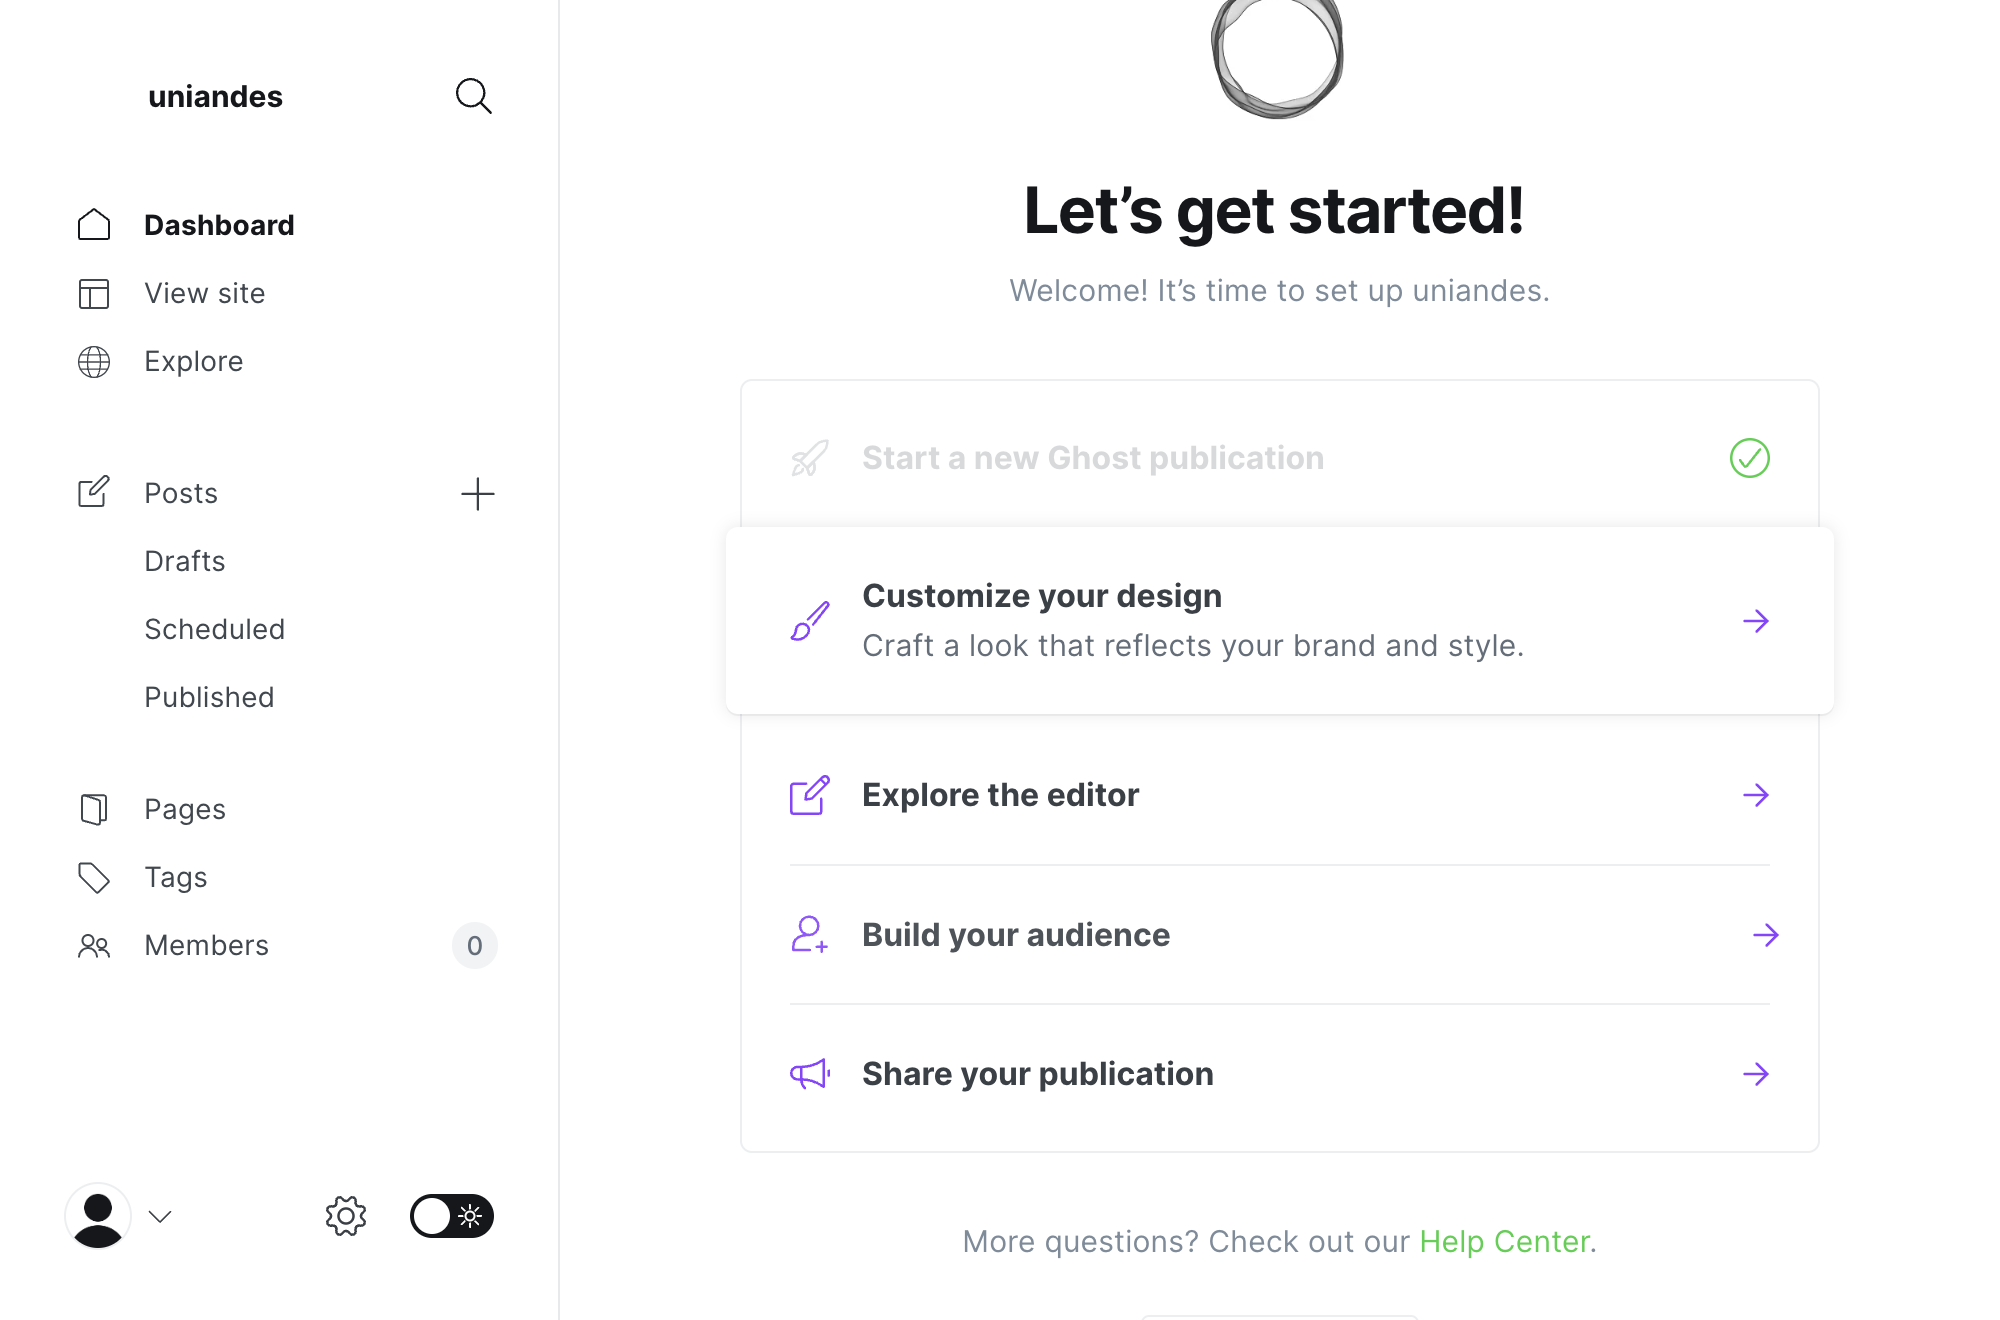 uniandes
Dashboard
View site
Explore
Posts
Drafts
Scheduled
Published
Pages
Tags
Members 0
Let’s get started!
Welcome! It’s time to set up uniandes.
Start a new Ghost publication
Customize your design
Craft a look that reflects your brand and style.
Explore the editor
Build your audience
Share your publication
More questions? Check out our Help Center.